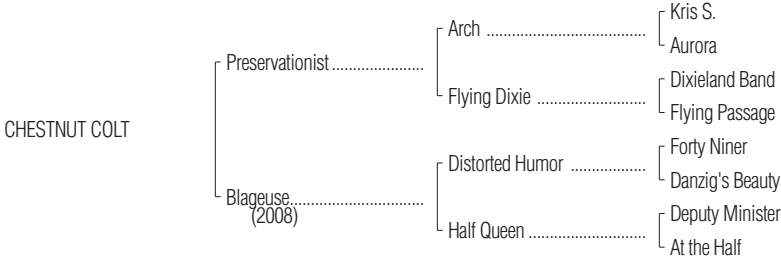 Kris S.
Arch ......................................
Aurora
Preservationist ......................
Dixieland Band
Flying Dixie ..........................
Flying Passage
CHESTNUT COLT
Forty Niner
Distorted Humor ..................
Danzig's Beauty
Blageuse................................
(2008)
Deputy Minister
Half Queen ............................
At the Half